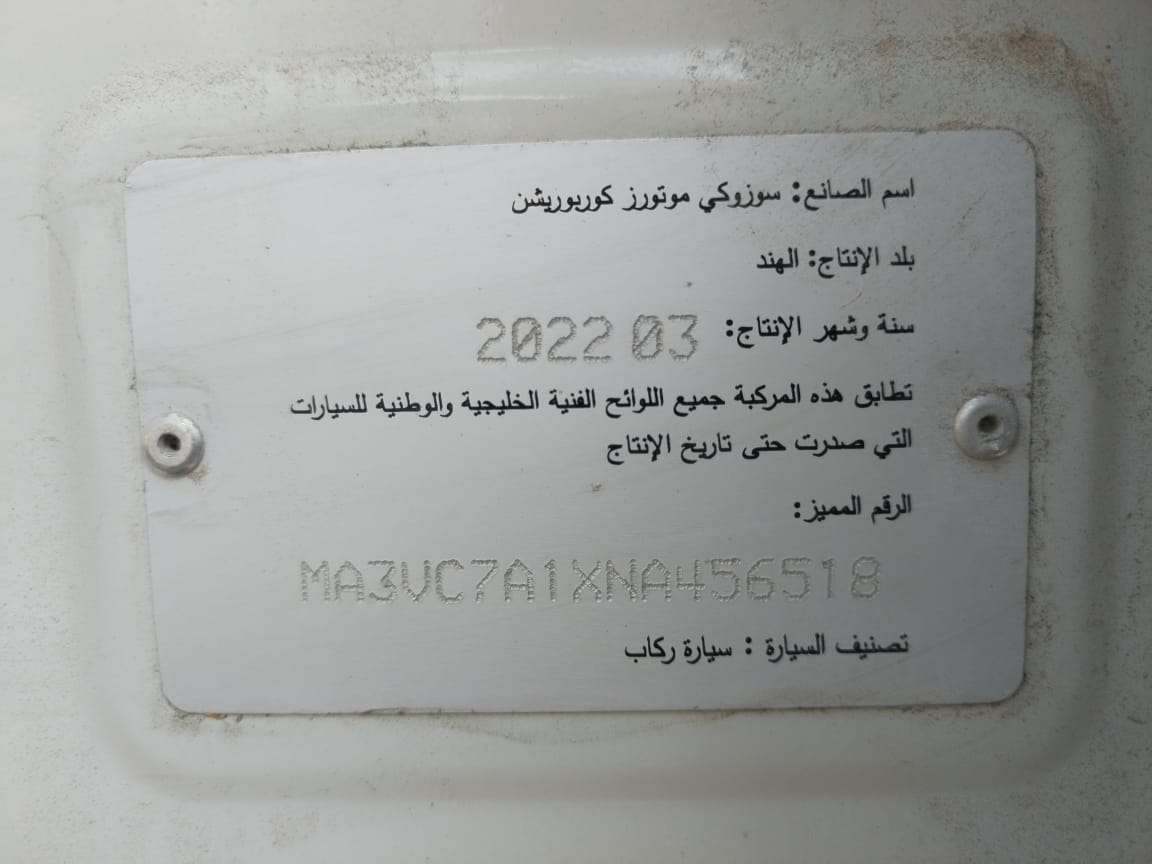 اسم الصانع: سوزوكي موتورز كوربوريشن
بلد الإنتاج: الهند
سنة وشهر الإنتاج: 2022 03
تطابق هذه المركبة جميع اللوائح الفنية الخليجية والوطنية للسيارات
التي صدرت حتى تاريخ الإنتاج
الرقم المميز:
MA3VC7A1XNA456518
تصنيف السيارة : سيارة ركاب